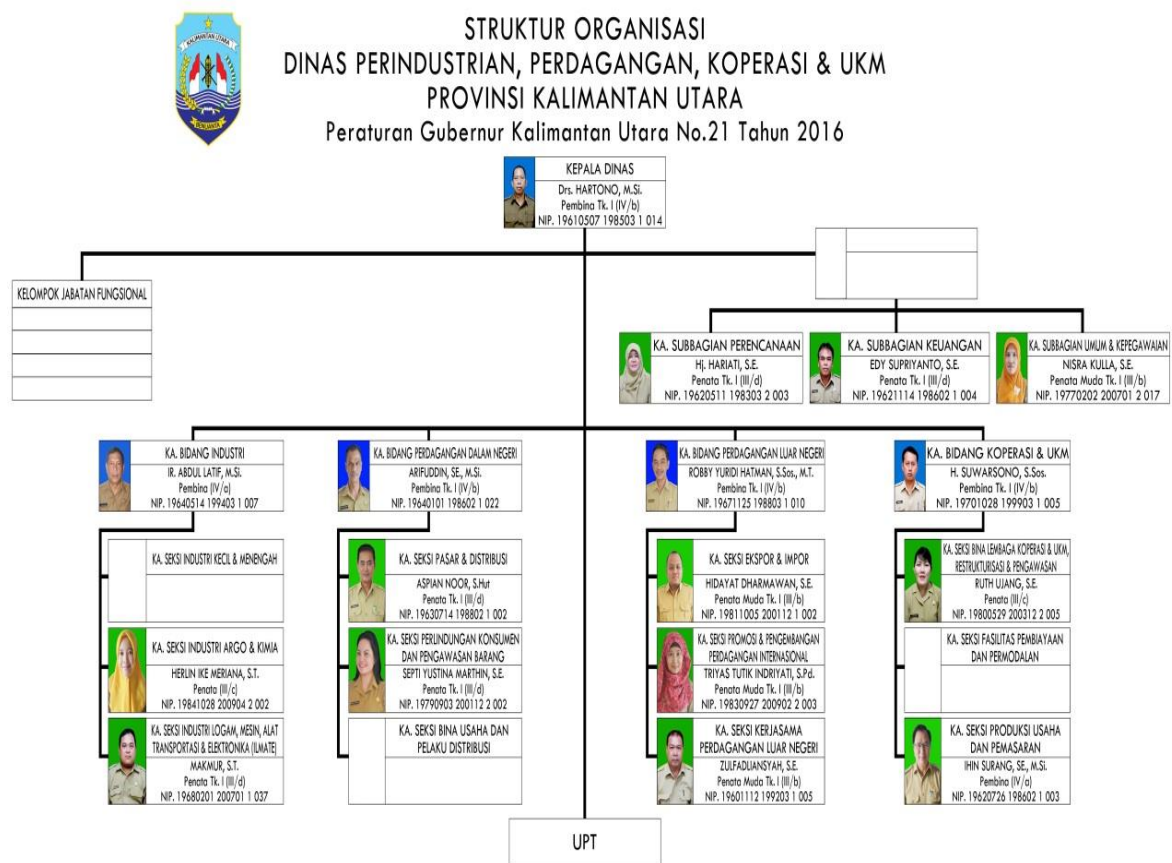 KALIMANTAN UTARA
BENUANTA
STRUKTUR ORGANISASI
DINAS PERINDUSTRIAN, PERDAGANGAN, KOPERASI & UKM
PROVINSI KALIMANTAN UTARA
Peraturan Gubernur Kalimantan Utara No.21 Tahun 2016
KEPALA DINAS
Drs. HARTONO, M.Si.
Pembina Tk. I (IV/b)
NIP. 19610507 198503 1 014
KELOMPOK JABATAN FUNGSIONAL
KA. SUBBAGIAN PERENCANAAN
Hj. HARIATI, S.E.
Penata Tk. I (III/d)
NIP. 19620511 198303 2 003
KA. SUBBAGIAN KEUANGAN
EDY SUPRIYANTO, S.E.
Penata Tk. I (III/d)
NIP. 19621114 198602 1 004
KA. SUBBAGIAN UMUM & KEPEGAWAIAN
NISRA KULLA, S.E.
Penata Muda Tk. I (III/b)
NIP. 19770202 200701 2 017
KA. BIDANG INDUSTRI
IR. ABDUL LATIF, M.Si.
Pembina (IV/a)
NIP. 19640514 199403 1 007
KA. BIDANG PERDAGANGAN DALAM NEGERI
ARIFUDDIN, SE., M.Si.
Pembina Tk. I (IV/b)
NIP. 19640101 198602 1 022
KA. BIDANG PERDAGANGAN LUAR NEGERI
ROBBY YURIDI HATMAN, S.Sos., M.T.
Pembina Tk. I (IV/b)
NIP. 19671125 198803 1 010
KA. BIDANG KOPERASI & UKM
H. SUWARSONO, S.Sos.
Pembina Tk. I (IV/b)
NIP. 19701028 199903 1 005
KA. SEKSI INDUSTRI KECIL & MENENGAH
KA. SEKSI INDUSTRI ARGO & KIMIA
HERLIN IKE MERIANA, S.T.
Penata (III/c)
NIP. 19841028 200904 2 002
KA. SEKSI INDUSTRI LOGAM, MESIN, ALAT
TRANSPORTASI & ELEKTRONIKA (ILMATE)
MAKMUR, S.T.
Penata Tk. I (III/d)
NIP. 19680201 200701 1 037
KA. SEKSI PASAR & DISTRIBUSI
ASPIAN NOOR, S.Hut
Penata Tk. I (III/d)
NIP. 19630714 198802 1 002
KA. SEKSI PERLINDUNGAN KONSUMEN
DAN PENGAWASAN BARANG
SEPTI YUSTINA MARTHIN, S.E.
Penata Tk. I (III/d)
NIP. 19790903 200112 2 002
KA. SEKSI BINA USAHA DAN
PELAKU DISTRIBUSI
KA. SEKSI EKSPOR & IMPOR
HIDAYAT DHARMAWAN, S.E.
Penata Muda Tk. I (III/b)
NIP. 19811005 200112 1 002
KA. SEKSI PROMOSI & PENGEMBANGAN
PERDAGANGAN INTERNASIONAL
TRIYAS TUTIK INDRIYATI, S.Pd.
Penata Muda Tk. I (III/b)
NIP. 19830927 200902 2 003
KA. SEKSI KERJASAMA
PERDAGANGAN LUAR NEGERI
ZULFADLIANSYAH, S.E.
Penata Muda Tk. I (III/b)
NIP. 19601112 199203 1 005
KA. SEKSI BINA LEMBAGA KOPERASI & UKM,
RESTRUKTURISASI & PENGAWASAN
RUTH UJANG, S.E.
Penata (III/c)
NIP. 19800529 200312 2 005
KA. SEKSI FASILITAS PEMBIAYAAN
DAN PERMODALAN
KA. SEKSI PRODUKSI USAHA
DAN PEMASARAN
IHIN SURANG, SE., M.Si.
Pembina (IV/a)
NIP. 19620726 198602 1 003
UPT